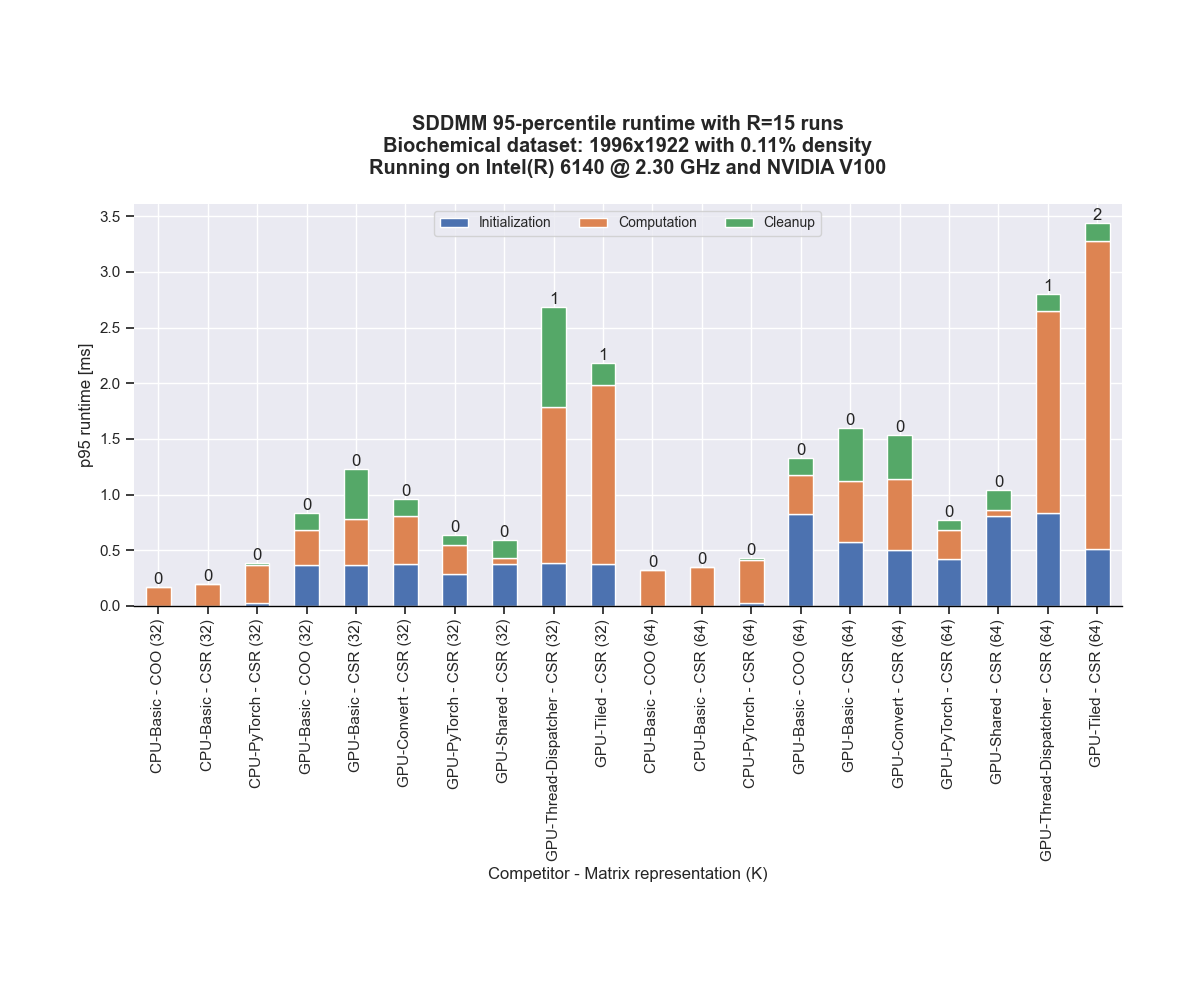 SDDMM 95-percentile runtime with R=15 runs
Biochemical dataset: 1996x1922 with 0.11% density
Running on Intel(R) 6140 @ 2.30 GHz and NVIDIA V100
Initialization
Computation
Cleanup
p95 runtime [ms]
3.5
3.0
2.5
2.0
1.5
1.0
0.5
0.0
0
0
0
0
0
0
0
0
1
1
0
0
0
0
0
0
0
0
1
2
CPU-Basic - COO (32)
CPU-Basic - CSR (32)
CPU-PyTorch - CSR (32)
GPU-Basic - COO (32)
GPU-Basic - CSR (32)
GPU-Convert - CSR (32)
GPU-PyTorch - CSR (32)
GPU-Shared - CSR (32)
GPU-Thread-Dispatcher - CSR (32)
GPU-Tiled - CSR (32)
CPU-Basic - COO (64)
CPU-Basic - CSR (64)
CPU-PyTorch - CSR (64)
GPU-Basic - COO (64)
GPU-Basic - CSR (64)
GPU-Convert - CSR (64)
GPU-PyTorch - CSR (64)
GPU-Shared - CSR (64)
GPU-Thread-Dispatcher - CSR (64)
GPU-Tiled - CSR (64)
Competitor - Matrix representation (K)